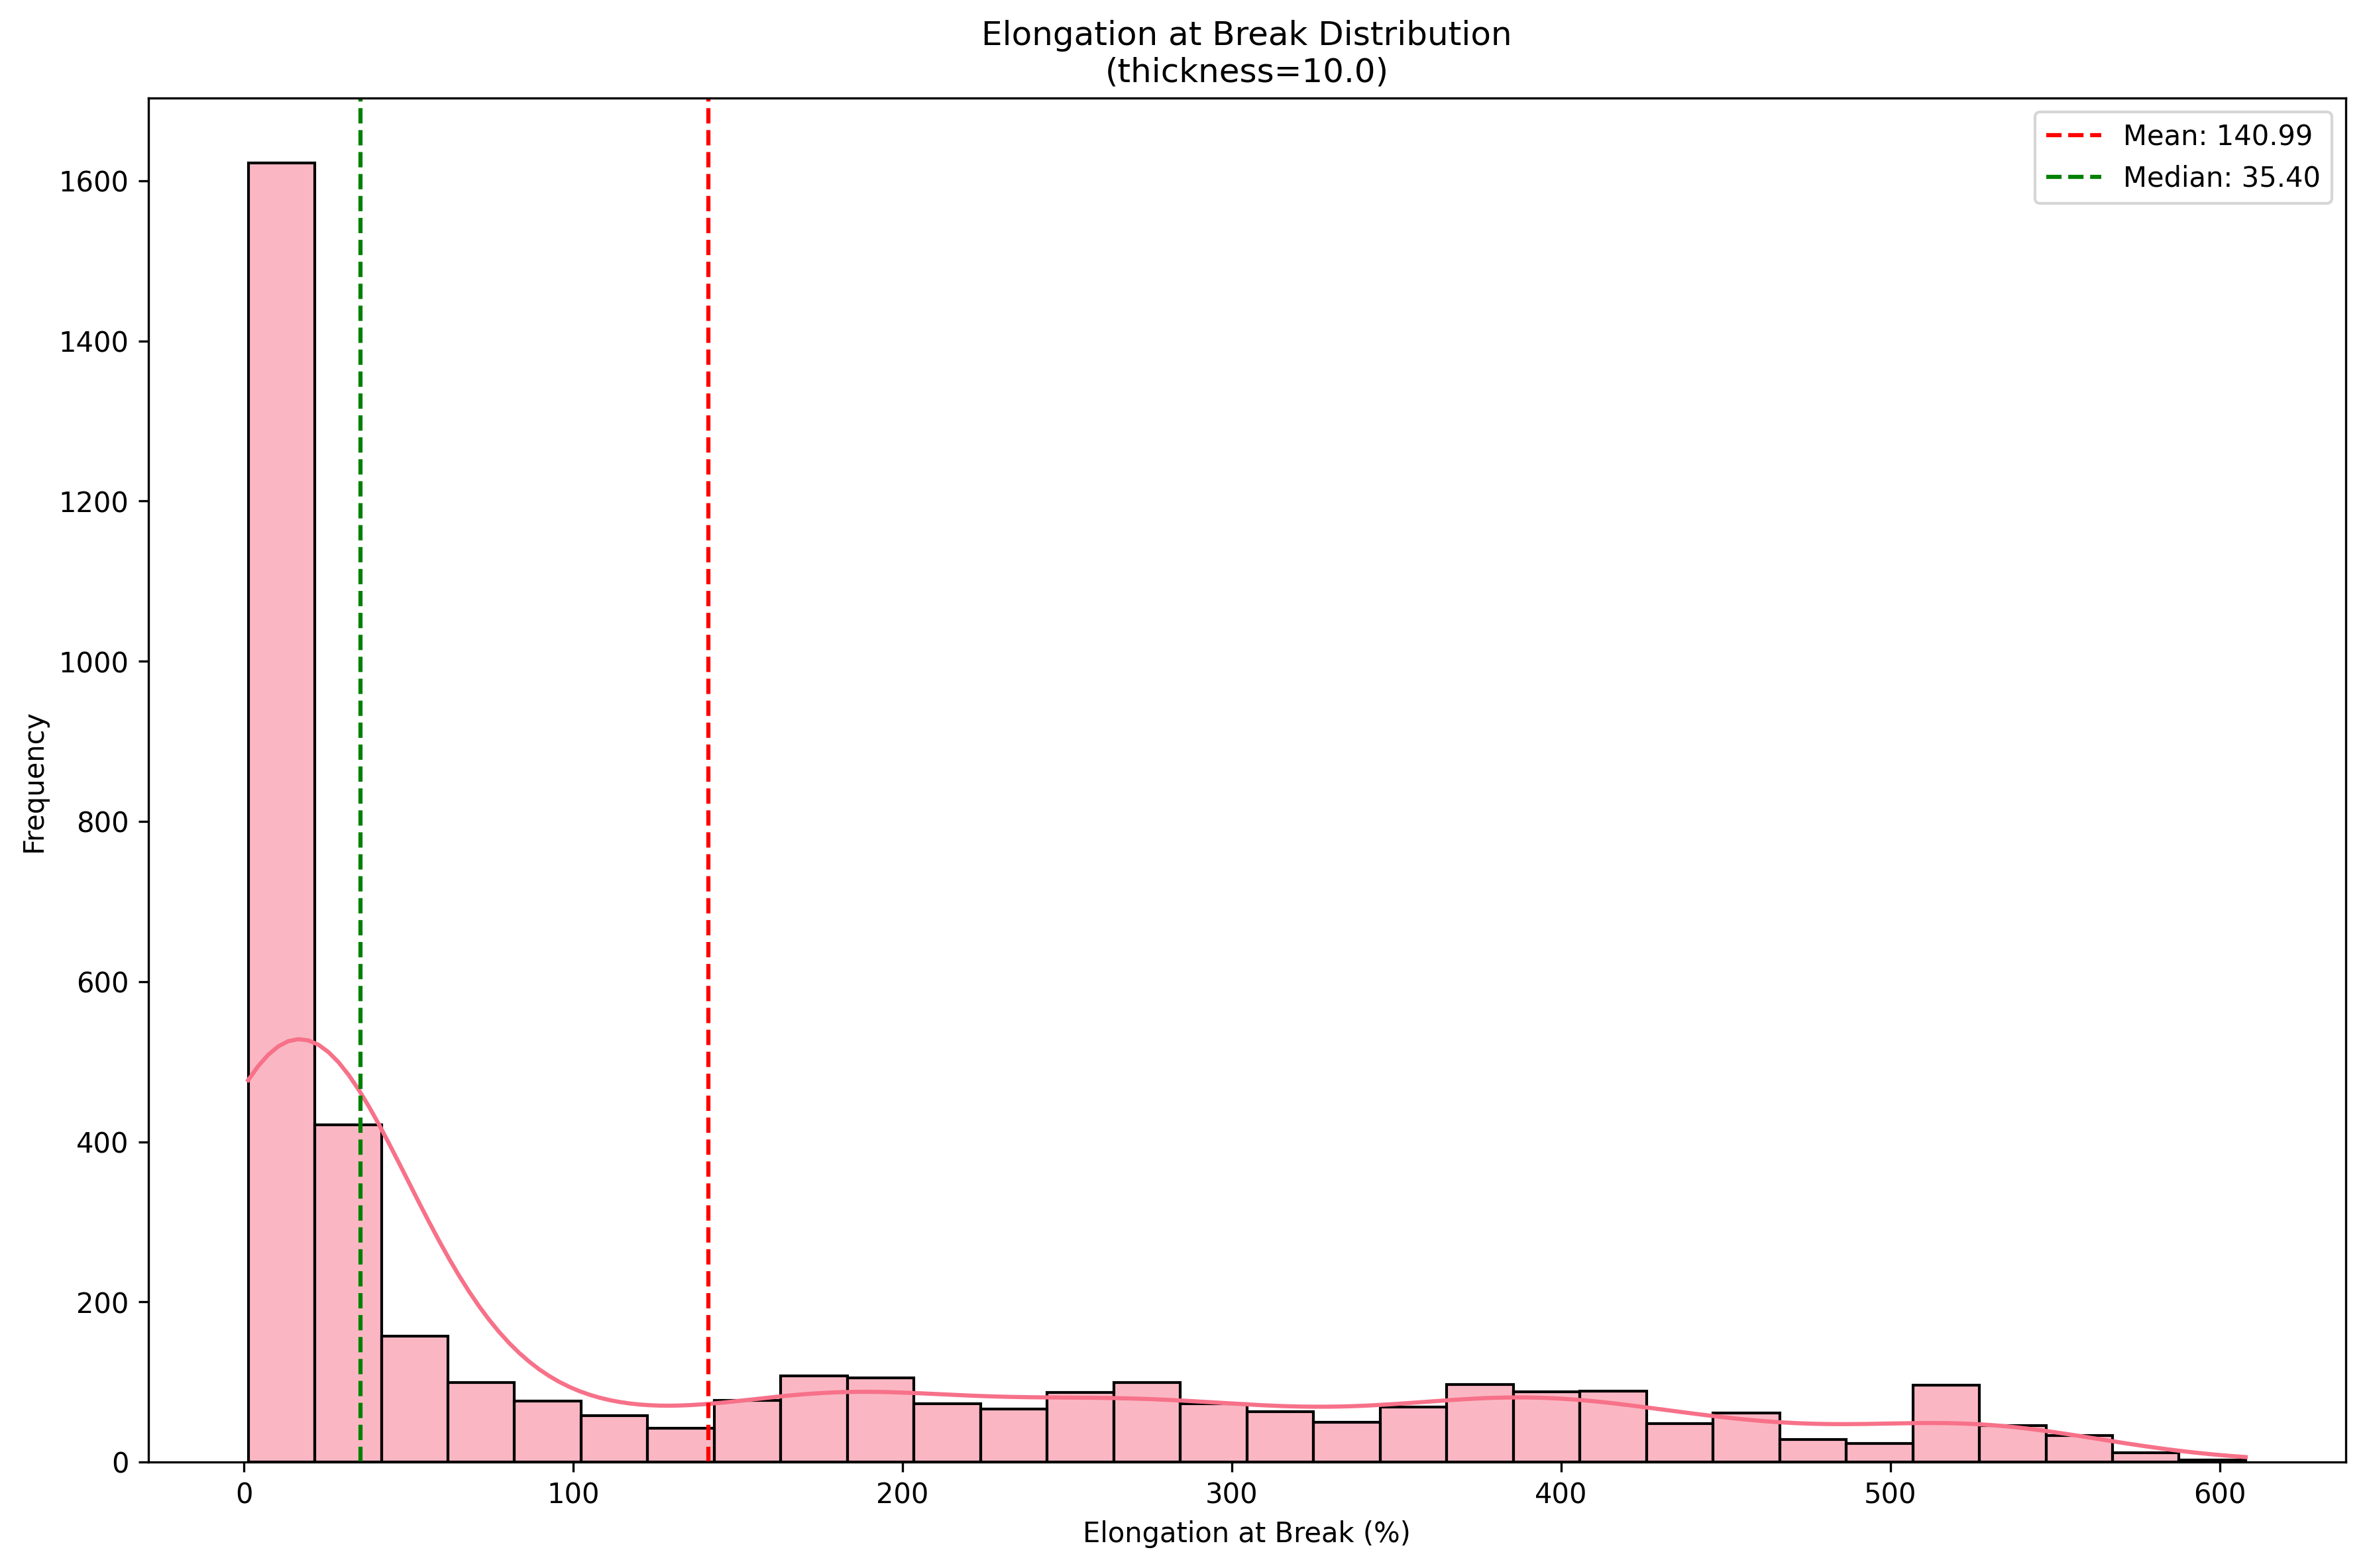 Elongation at Break Distribution
(thickness=10.0)
Mean: 140.99
Median: 35.40
Frequency
1600
1400
1200
1000
800
600
400
200
0
0 100 200 300 400 500 600
Elongation at Break (%)